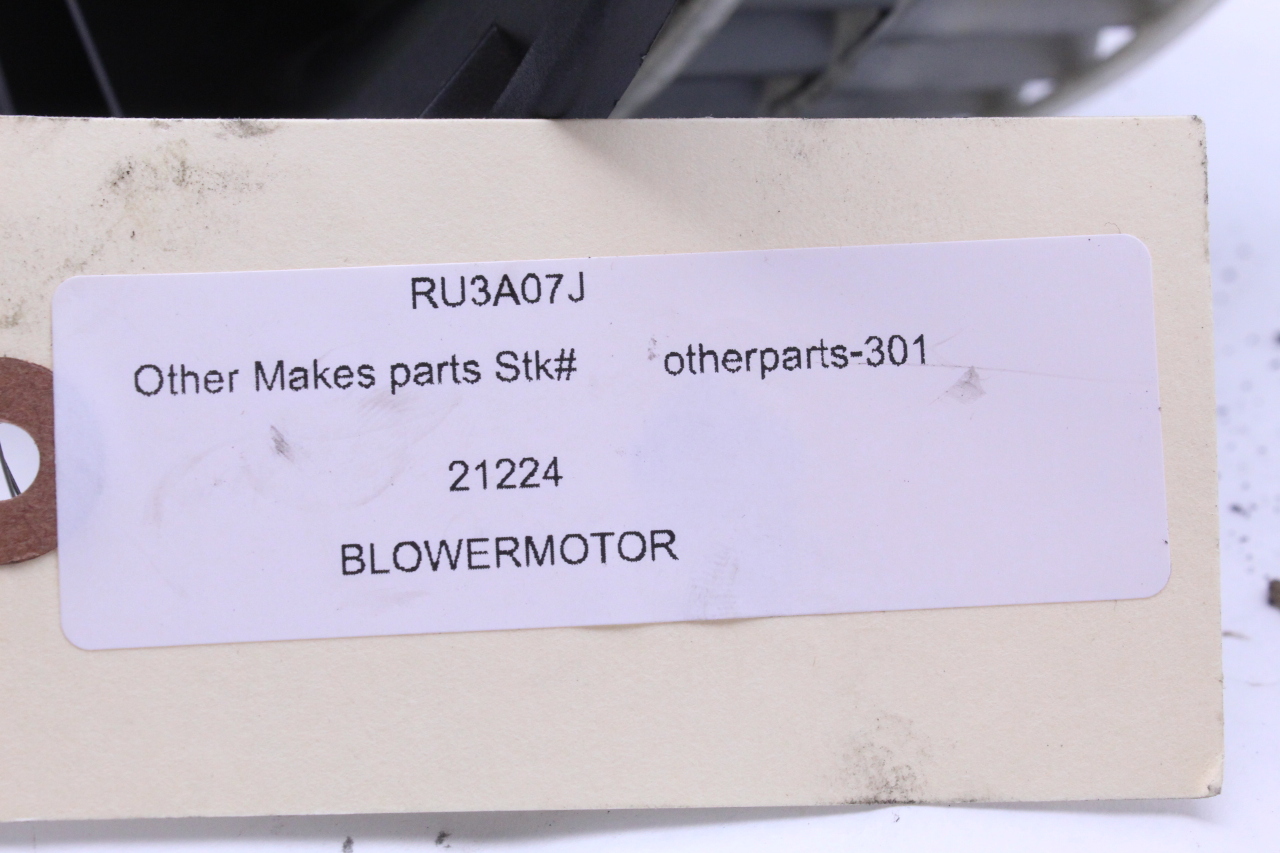 RU3A07J
Other Makes parts Stk# otherparts-301
21224
BLOWERMOTOR